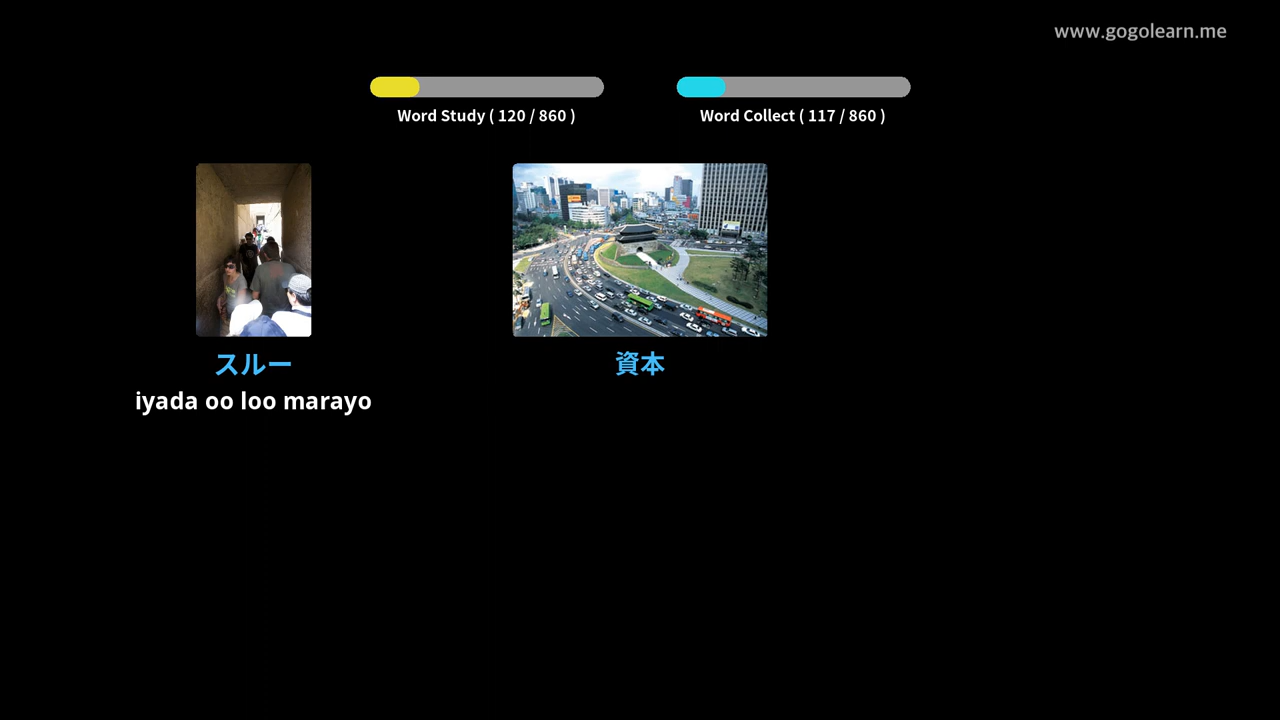 www.gogolearn.me
Word Study ( 120 / 860 )
Word Collect ( 117 / 860 )
スルー
資本
iyada oo loo marayo